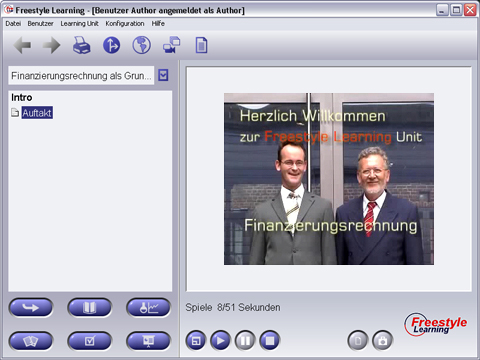 Freestyle Learning - [Benutzer Author angemeldet als Author]
Datei Benutzer Learning Unit Konfiguration Hilfe
Finanzierungsrechnung als Grun...
Intro
Auftakt
Herzlich Willkommen
zur Freestyle Learning Unit
Finanzierungsrechnung
Spiele 8/51 Sekunden
Freestyle
Learning